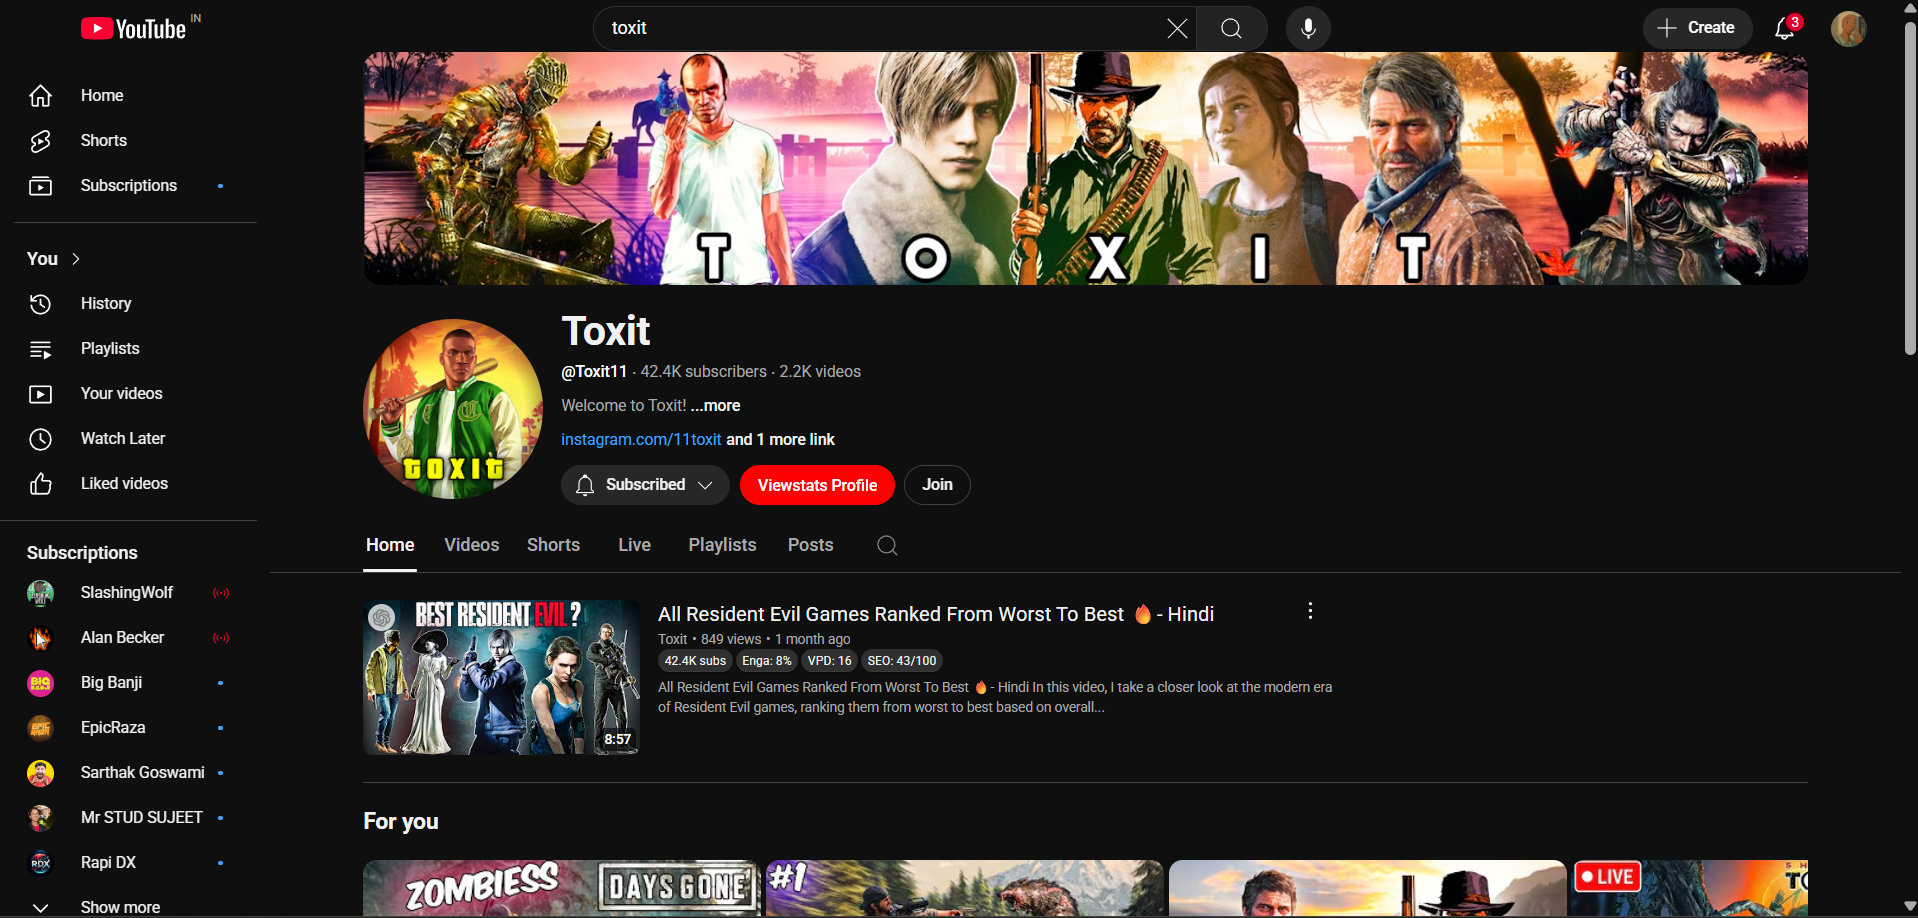 YouTube IN
toxit
Create
3
Home
Shorts
Subscriptions
You
History
Playlists
Your videos
Watch Later
Liked videos
Subscriptions
SlashingWolf
Alan Becker
Big Banji
EpicRaza
Sarthak Goswami
Mr STUD SUJEET
Rapi DX
Show more
T O X I T
TOXIT
Toxit
@Toxit11 · 42.4K subscribers · 2.2K videos
Welcome to Toxit! ...more
instagram.com/11toxit and 1 more link
Subscribed
Viewstats Profile
Join
Home Videos Shorts Live Playlists Posts
BEST RESIDENT EVIL?
8:57
All Resident Evil Games Ranked From Worst To Best 🔥 - Hindi
Toxit • 849 views • 1 month ago
42.4K subs Enga: 8% VPD: 16 SEO: 43/100
All Resident Evil Games Ranked From Worst To Best 🔥 - Hindi In this video, I take a closer look at the modern era
of Resident Evil games, ranking them from worst to best based on overall...
For you
ZOMBIESS
DAYS GONE
#1
LIVE